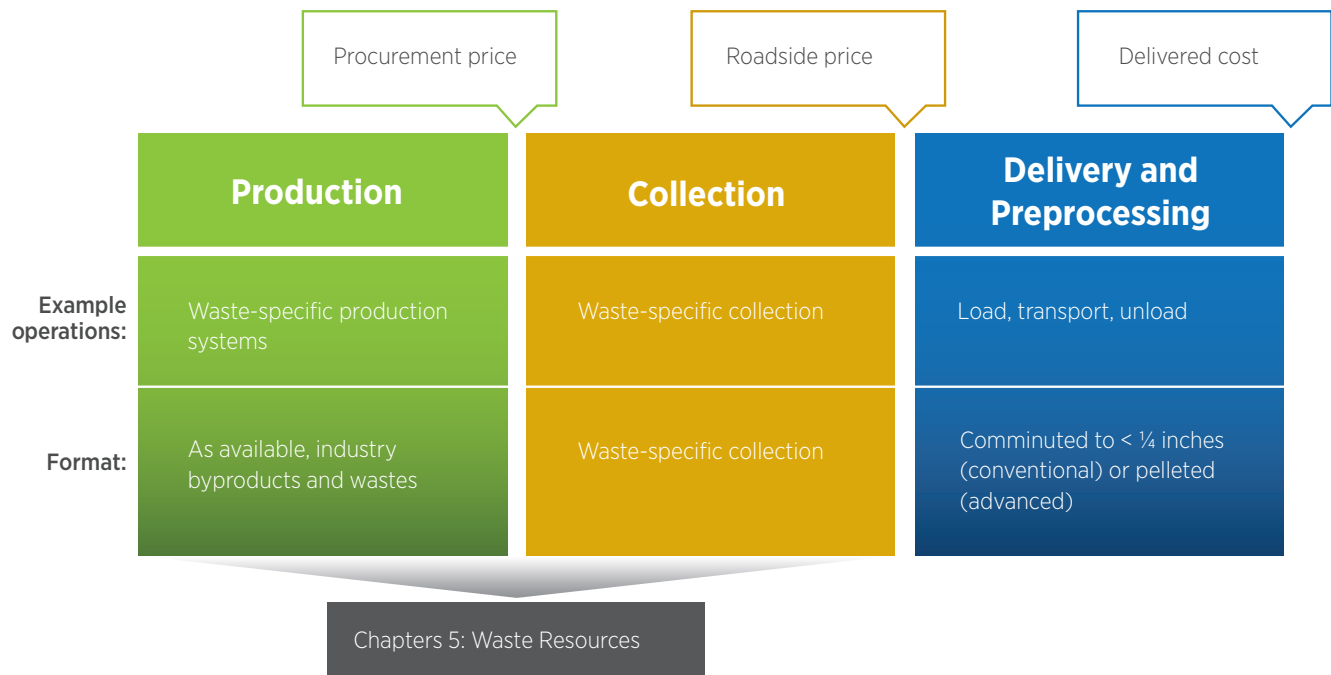 Procurement price
Roadside price
Delivered cost
Production
Collection
Delivery and
Preprocessing
Example
operations:
Waste-specific production
systems
Waste-specific collection
Load, transport, unload
Format:
As available, industry
byproducts and wastes
Waste-specific collection
Comminuted to < ¼ inches
(conventional) or pelleted
(advanced)
Chapters 5: Waste Resources